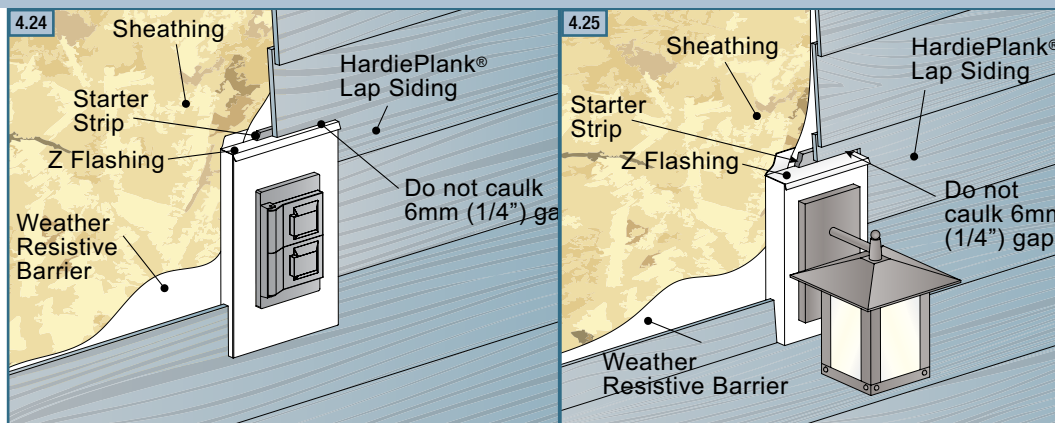 4.24
Sheathing
HardiePlank®
Lap Siding
Starter
Strip
Z Flashing
Do not caulk
6mm (1/4") ga
Weather
Resistive
Barrier
4.25
Sheathing
HardiePlank®
Lap Siding
Starter
Strip
Z Flashing
Do not
caulk 6mm
(1/4") gap
Weather
Resistive Barrier